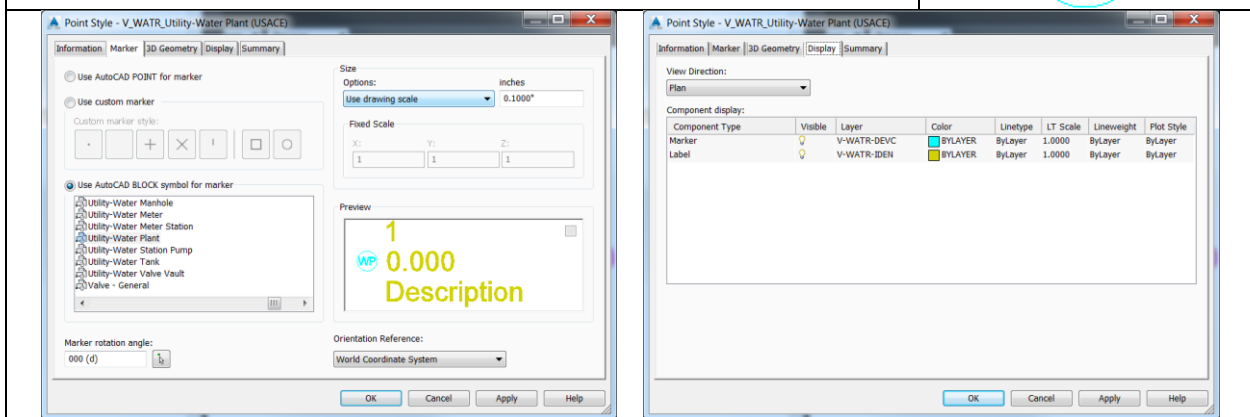 Point Style - V_WATR_Utility-Water Plant (USACE)
Information Marker 3D Geometry Display Summary
Use AutoCAD POINT for marker
Use custom marker
Custom marker style:
Use AutoCAD BLOCK symbol for marker
Utility-Water Manhole
Utility-Water Meter
Utility-Water Meter Station
Utility-Water Plant
Utility-Water Station Pump
Utility-Water Tank
Utility-Water Valve Vault
Valve - General
Marker rotation angle:
000 (d)
Size
Options: inches
Use drawing scale 0.1000"
Fixed Scale
X: Y: Z:
1 1 1
Preview
1
WP 0.000
Description
Orientation Reference:
World Coordinate System
OK Cancel Apply Help
Point Style - V_WATR_Utility-Water Plant (USACE)
Information Marker 3D Geometry Display Summary
View Direction:
Plan
Component display:
Component Type Visible Layer Color Linetype LT Scale Lineweight Plot Style
Marker V-WATR-DEVC BYLAYER ByLayer 1.0000 ByLayer ByLayer
Label V-WATR-IDEN BYLAYER ByLayer 1.0000 ByLayer ByLayer
OK Cancel Apply Help